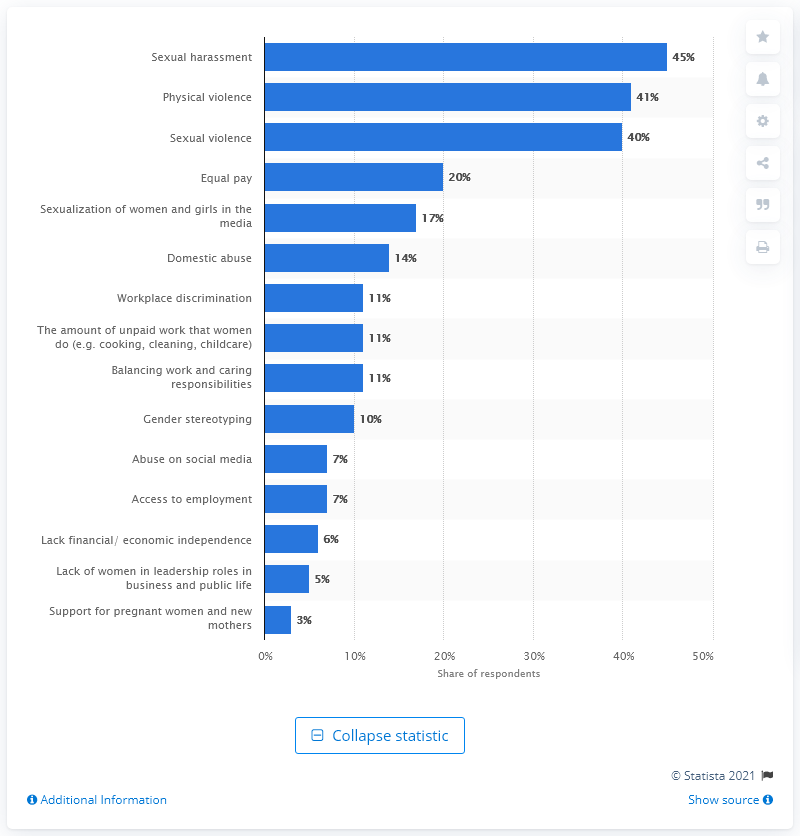 Sexual harassment 45%
Physical violence 41%
Sexual violence 40%
Equal pay 20%
Sexualization of women and girls in the
media 17%
Domestic abuse 14%
Workplace discrimination 11%
The amount of unpaid work that women
do (e.g. cooking, cleaning, childcare) 11%
Balancing work and caring
responsibilities 11%
Gender stereotyping 10%
Abuse on social media 7%
Access to employment 7%
Lack financial/ economic independence 6%
Lack of women in leadership roles in
business and public life 5%
Support for pregnant women and new
mothers 3%
0% 10% 20% 30% 40% 50%
Share of respondents
Collapse statistic
© Statista 2021
Additional Information Show source